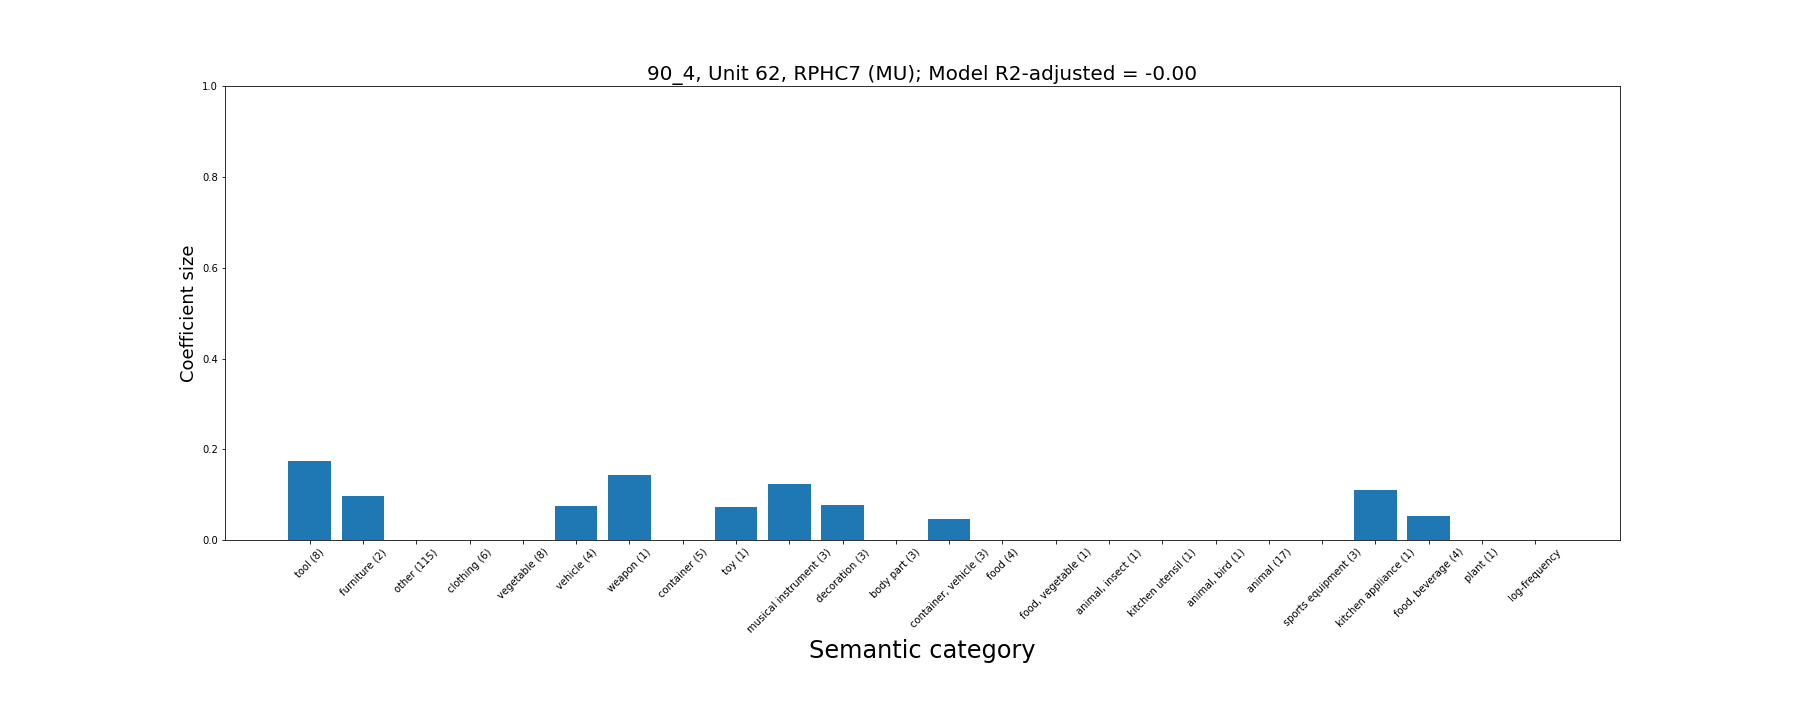 90_4, Unit 62, RPHC7 (MU); Model R2-adjusted = -0.00
1.0
0.8
0.6
0.4
0.2
0.0
Coefficient size
tool (8)
furniture (2)
other (115)
clothing (6)
vegetable (8)
vehicle (4)
weapon (1)
container (5)
toy (1)
musical instrument (3)
decoration (3)
body part (3)
container, vehicle (3)
food (4)
food, vegetable (1)
animal, insect (1)
kitchen utensil (1)
animal, bird (1)
animal (17)
sports equipment (3)
kitchen appliance (1)
food, beverage (4)
plant (1)
log-frequency
Semantic category